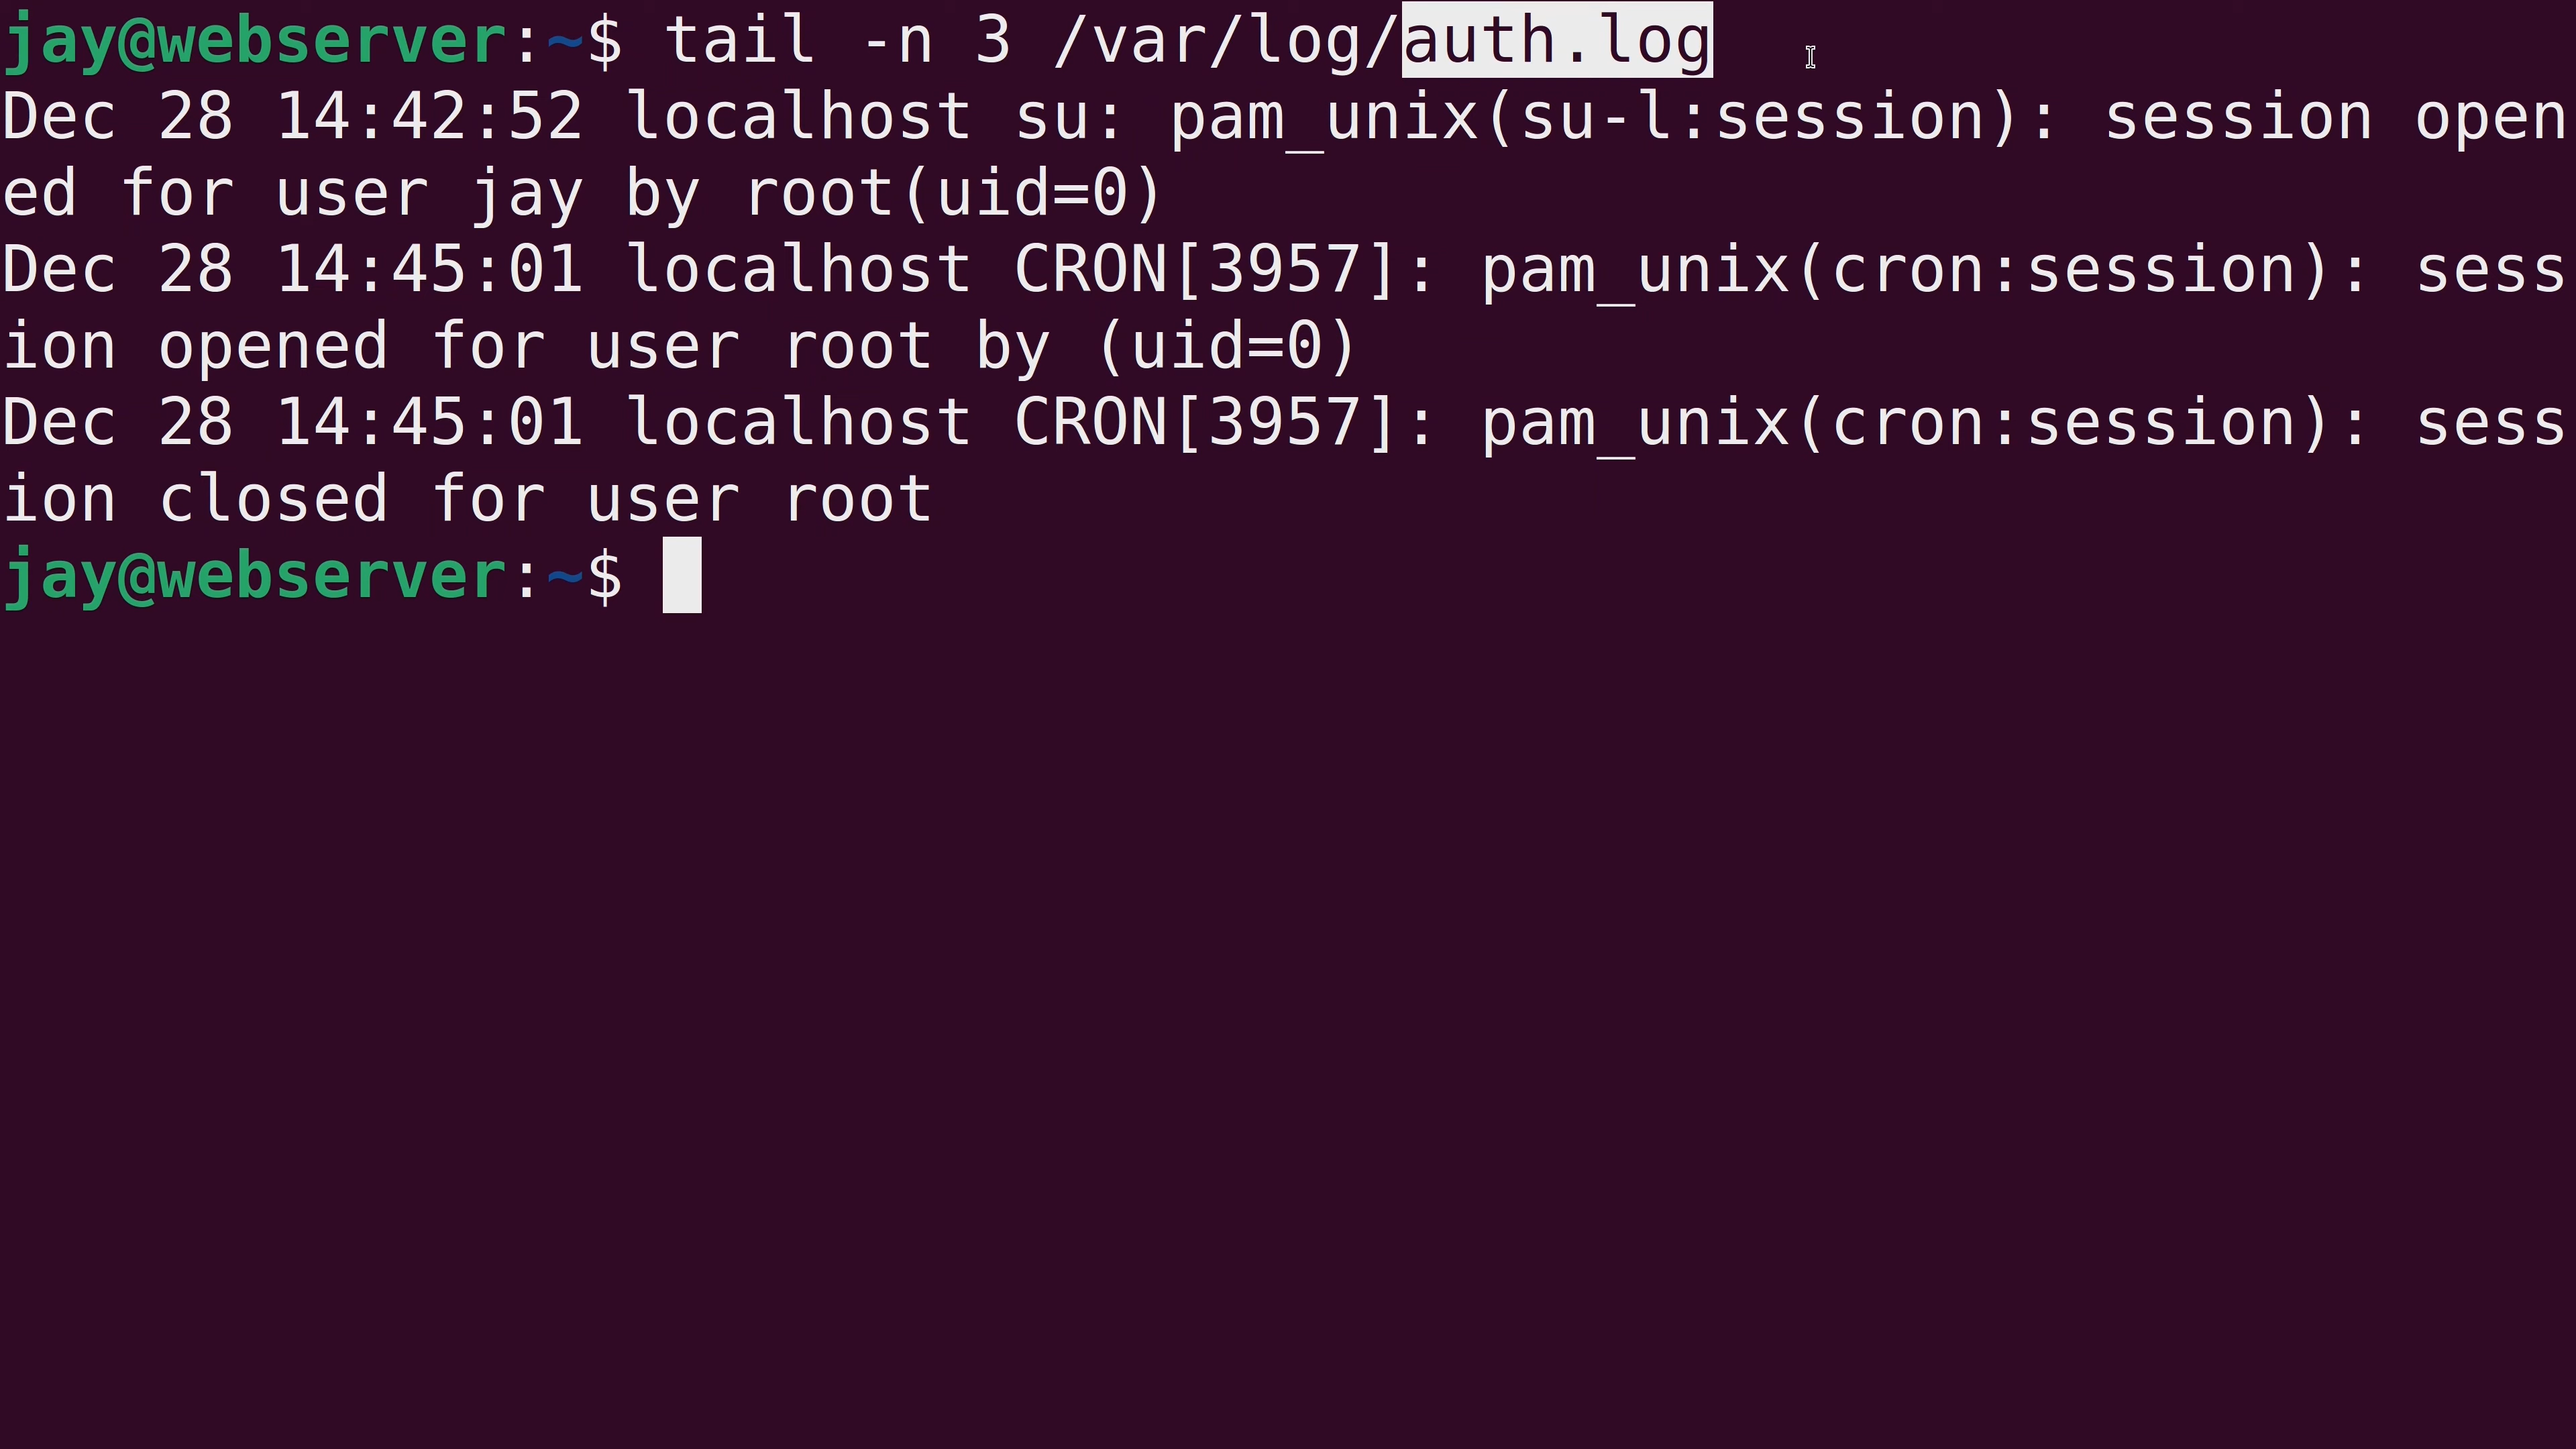 jay@webserver:~$ tail -n 3 /var/log/auth.log
Dec 28 14:42:52 localhost su: pam_unix(su-l:session): session open
ed for user jay by root(uid=0)
Dec 28 14:45:01 localhost CRON[3957]: pam_unix(cron:session): sess
ion opened for user root by (uid=0)
Dec 28 14:45:01 localhost CRON[3957]: pam_unix(cron:session): sess
ion closed for user root
jay@webserver:~$